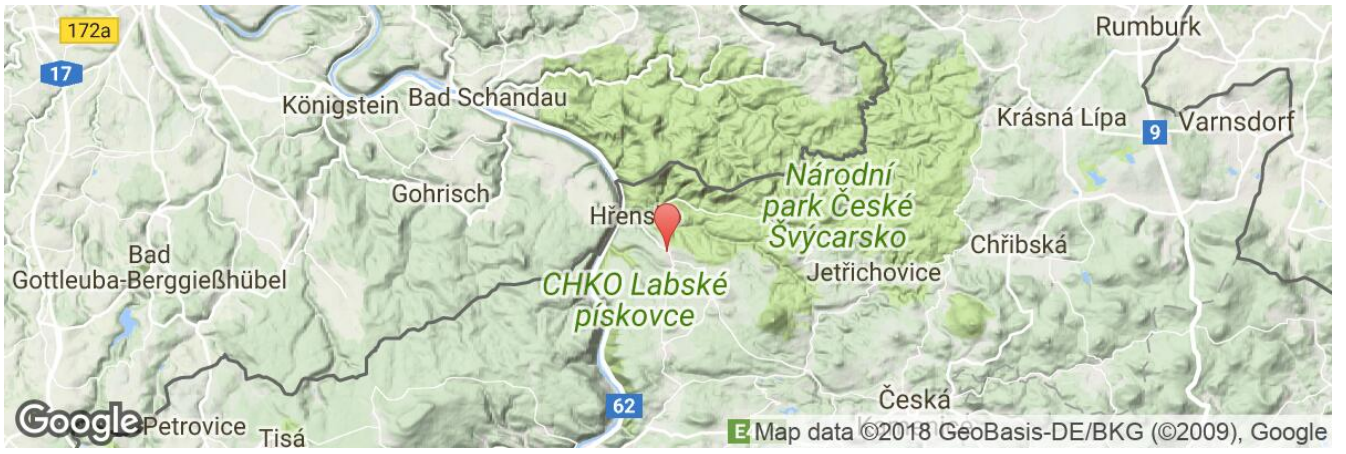 172a
Rumburk
17
Königstein
Bad Schandau
Krásná Lípa
9
Varnsdorf
Národní
park České
Švýcarsko
Gohrisch
Chřibská
Bad
Gottleuba-Berggießhübel
Jetřichovice
CHKO Labské
pískovce
62
Česká
Google
Petrovice
Tisá
Map data ©2018 GeoBasis-DE/BKG (©2009), Google